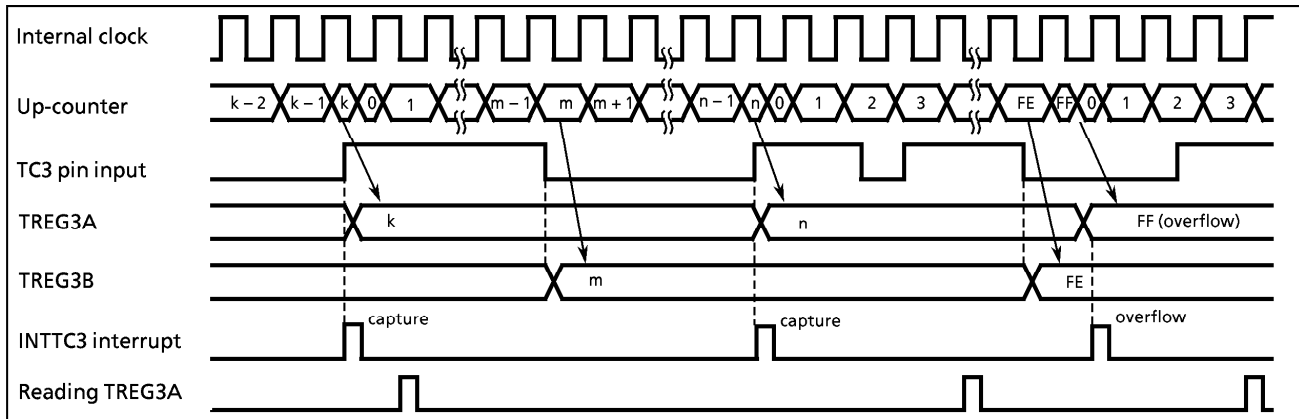 Internal clock
Up-counter k – 2 k – 1 k 0 1 m – 1 m m + 1 n – 1 n 0 1 2 3 FE FF 0 1 2 3
TC3 pin input
TREG3A k n FF (overflow)
TREG3B m FE
capture capture overflow
INTTC3 interrupt
Reading TREG3A